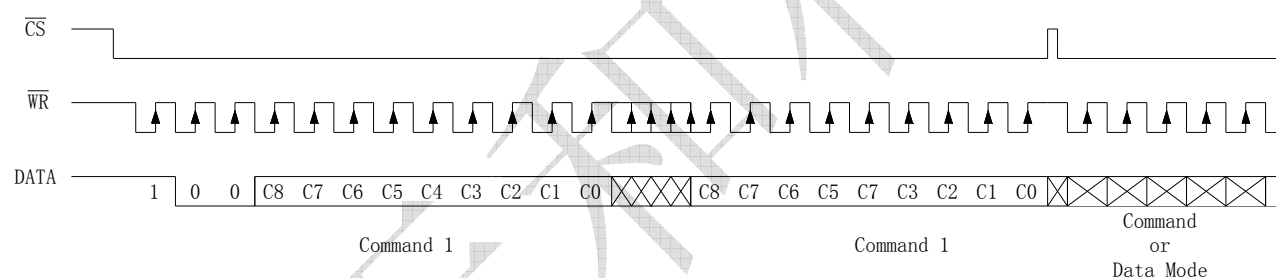 CS
WR
DATA 1 0 0 C8 C7 C6 C5 C4 C3 C2 C1 C0 C8 C7 C6 C5 C7 C3 C2 C1 C0
Command 1 Command 1 Command
or
Data Mode